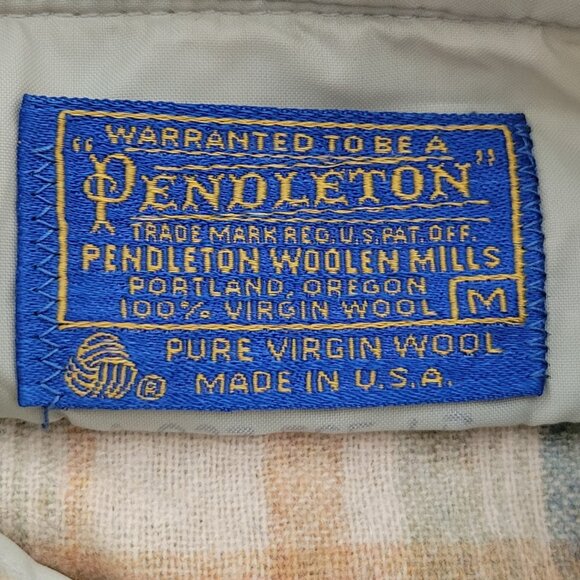 WARRANTED TO BE A
"PENDLETON"
TRADE MARK REG. U.S. PAT. OFF.
PENDLETON WOOLEN MILLS
PORTLAND, OREGON
100% VIRGIN WOOL M
PURE VIRGIN WOOL
® MADE IN U.S.A.